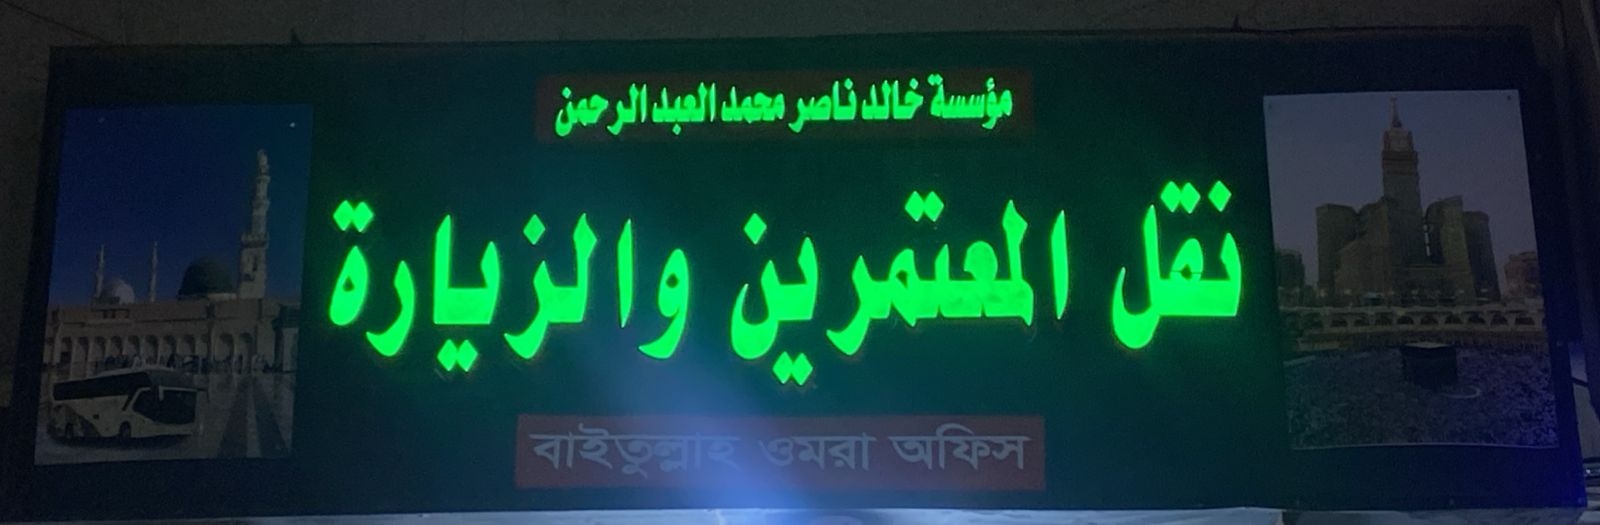 مؤسسة خالد ناصر محمد العبد الرحمن
نقل المعتمرين والزيارة
বাইতুল্লাহ ওমরা অফিস